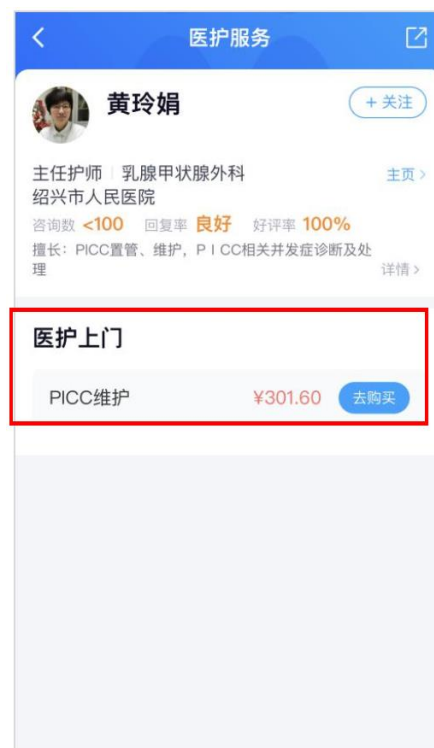 医护服务
黄玲娟
+ 关注
主任护师 | 乳腺甲状腺外科
主页 >
绍兴市人民医院
咨询数 <100 回复率 良好 好评率 100%
擅长：PICC置管、维护，PICC相关并发症诊断及处
理
详情 >
医护上门
PICC维护 ¥301.60 去购买